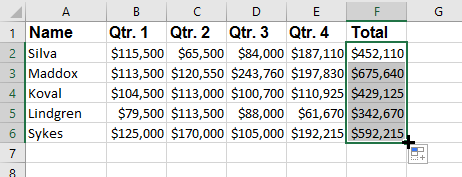 A B C D E F G
1 Name Qtr. 1 Qtr. 2 Qtr. 3 Qtr. 4 Total
2 Silva $115,500 $65,500 $84,000 $187,110 $452,110
3 Maddox $113,500 $120,550 $243,760 $197,830 $675,640
4 Koval $104,500 $113,000 $100,700 $110,925 $429,125
5 Lindgren $79,500 $113,500 $88,000 $61,670 $342,670
6 Sykes $125,000 $170,000 $105,000 $192,215 $592,215
7
8